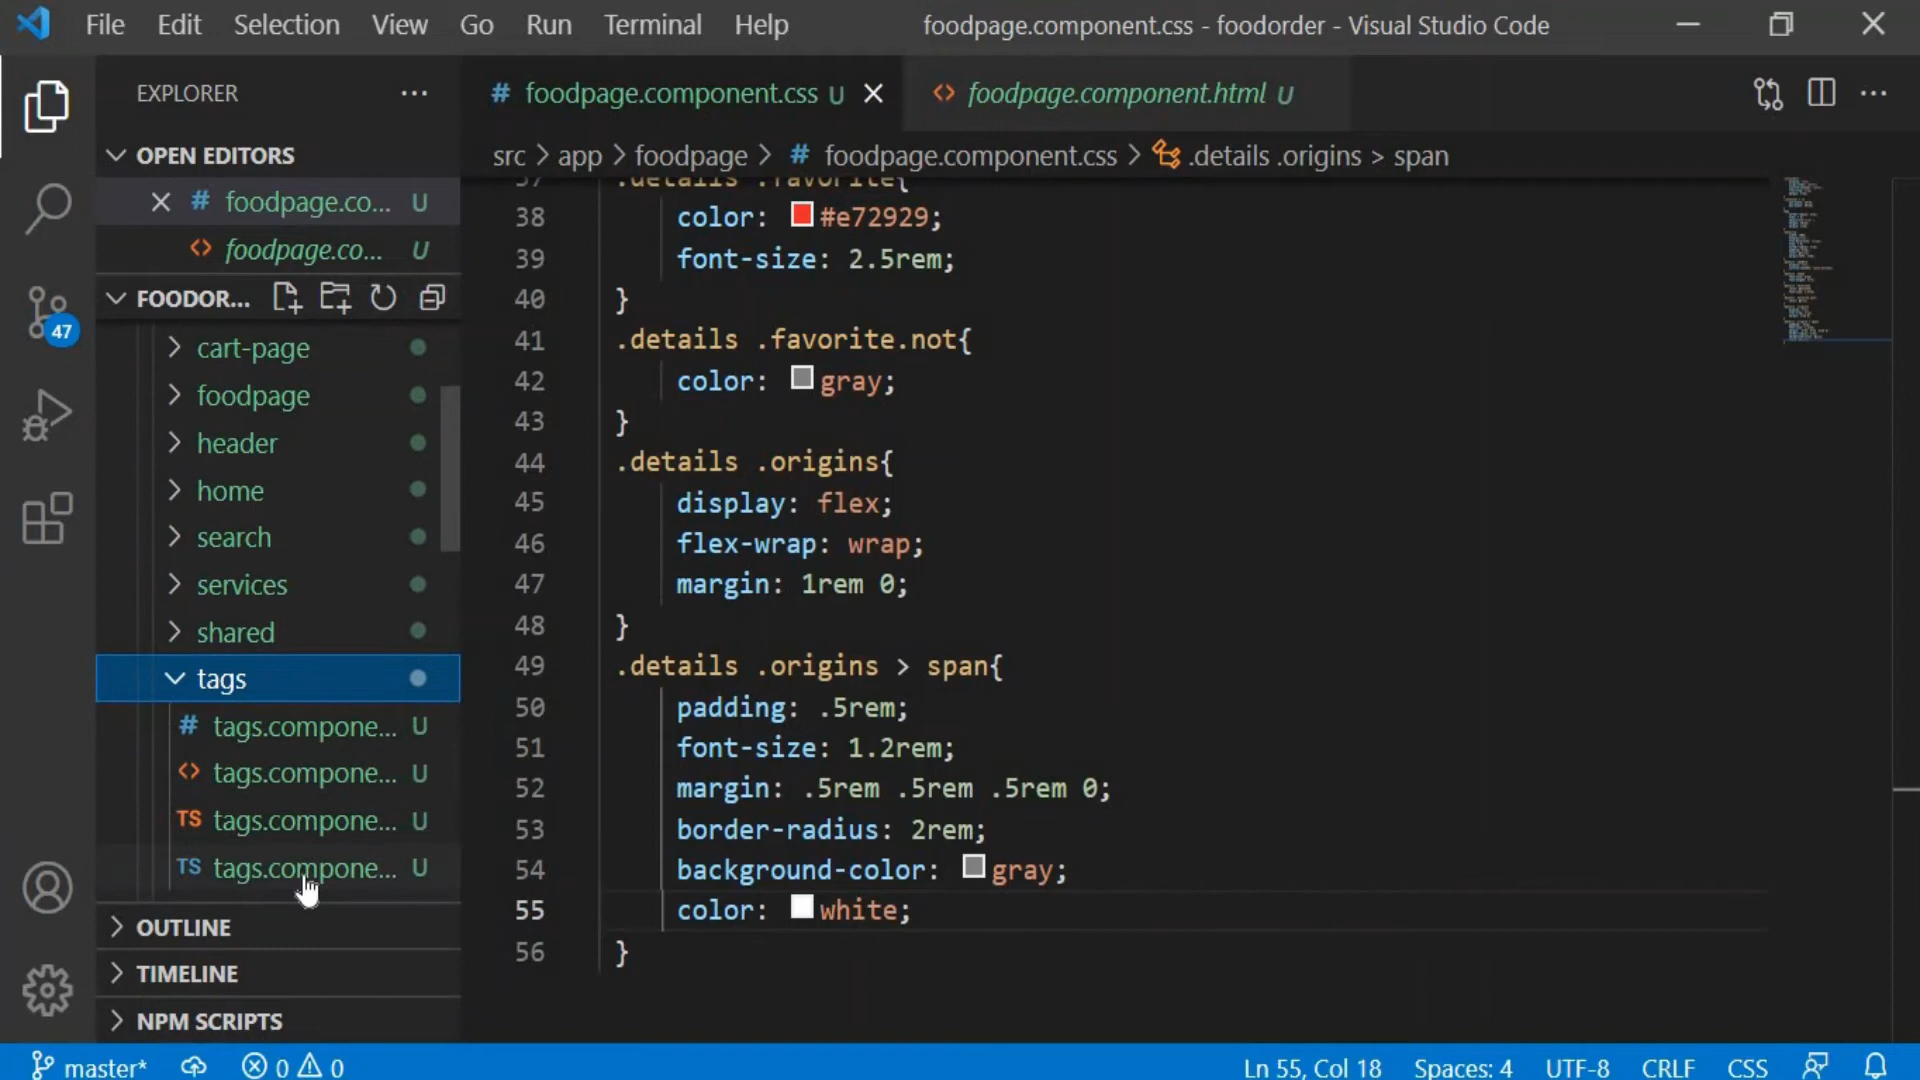 File Edit Selection View Go Run Terminal Help foodpage.component.css - foodorder - Visual Studio Code
EXPLORER
OPEN EDITORS
foodpage.co... U
foodpage.co... U
FOODOR...
cart-page
foodpage
header
home
search
services
shared
tags
tags.compone... U
tags.compone... U
TS tags.compone... U
TS tags.compone... U
OUTLINE
TIMELINE
NPM SCRIPTS
47
# foodpage.component.css U
<> foodpage.component.html U
src > app > foodpage > # foodpage.component.css > .details .origins > span
37 .details .favorite{
38 color: #e72929;
39 font-size: 2.5rem;
40 }
41 .details .favorite.not{
42 color: gray;
43 }
44 .details .origins{
45 display: flex;
46 flex-wrap: wrap;
47 margin: 1rem 0;
48 }
49 .details .origins > span{
50 padding: .5rem;
51 font-size: 1.2rem;
52 margin: .5rem .5rem .5rem 0;
53 border-radius: 2rem;
54 background-color: gray;
55 color: white;
56 }
master* 0 0 Ln 55, Col 18 Spaces: 4 UTF-8 CRLF CSS